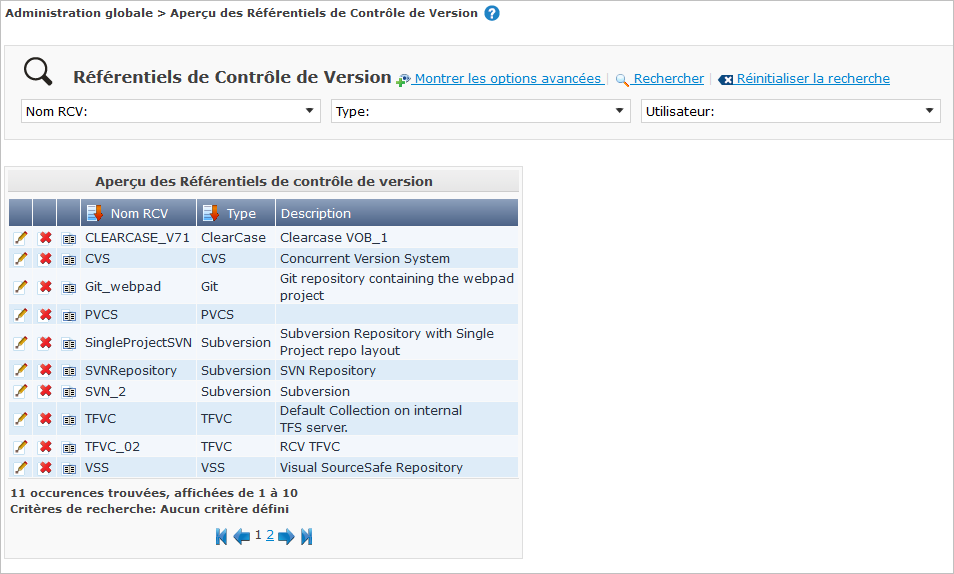 Administration globale > Aperçu des Référentiels de Contrôle de Version ?
Référentiels de Contrôle de Version Montrer les options avancées | Rechercher | Réinitialiser la recherche
Nom RCV: Type: Utilisateur:
Aperçu des Référentiels de contrôle de version
Nom RCV Type Description
CLEARCASE_V71 ClearCase Clearcase VOB_1
CVS CVS Concurrent Version System
Git_webpad Git Git repository containing the webpad
project
PVCS PVCS
SingleProjectSVN Subversion Subversion Repository with Single
Project repo layout
SVNRepository Subversion SVN Repository
SVN_2 Subversion Subversion
TFVC TFVC Default Collection on internal
TFS server.
TFVC_02 TFVC RCV TFVC
VSS VSS Visual SourceSafe Repository
11 occurences trouvées, affichées de 1 à 10
Critères de recherche: Aucun critère défini
1 2